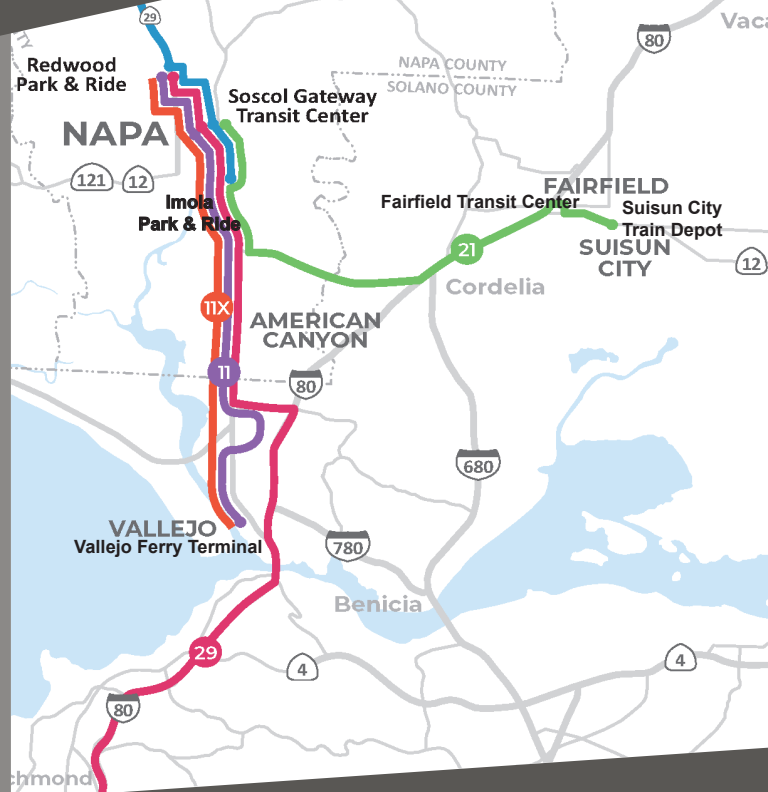 29
Vaca
80
NAPA COUNTY
SOLANO COUNTY
Redwood
Park & Ride
Soscol Gateway
Transit Center
NAPA
121
12
FAIRFIELD
Fairfield Transit Center
Suisun City
Train Depot
Imola
Park & Ride
21
SUISUN
CITY
12
Cordelia
11X
AMERICAN
CANYON
11
80
680
VALLEJO
Vallejo Ferry Terminal
780
Benicia
29
4
4
80
chmond